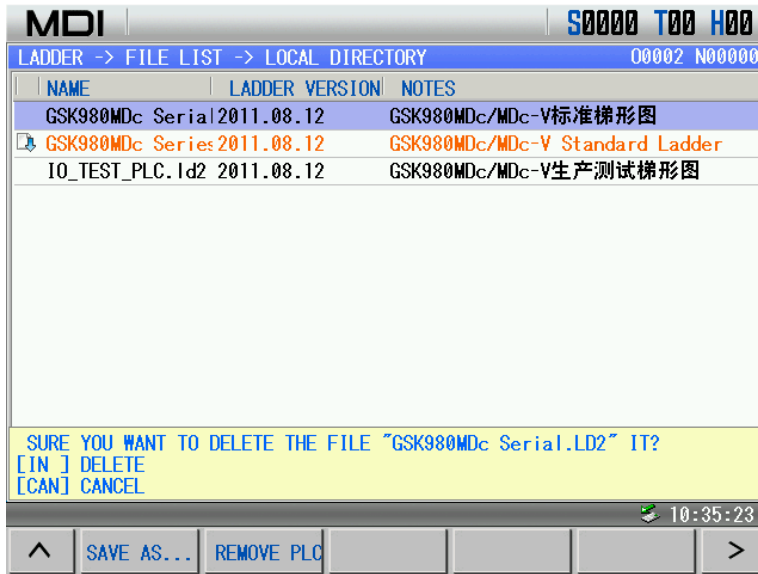 MDI S0000 T00 H00
LADDER -> FILE LIST -> LOCAL DIRECTORY O0002 N00000
NAME LADDER VERSION NOTES
GSK980MDc Serial 2011.08.12 GSK980MDc/MDc-V标准梯形图
GSK980MDc Series 2011.08.12 GSK980MDc/MDc-V Standard Ladder
IO_TEST_PLC.ld2 2011.08.12 GSK980MDc/MDc-V生产测试梯形图
SURE YOU WANT TO DELETE THE FILE "GSK980MDc Serial.LD2" IT?
[IN ] DELETE
[CAN] CANCEL
10:35:23
SAVE AS... REMOVE PLC >